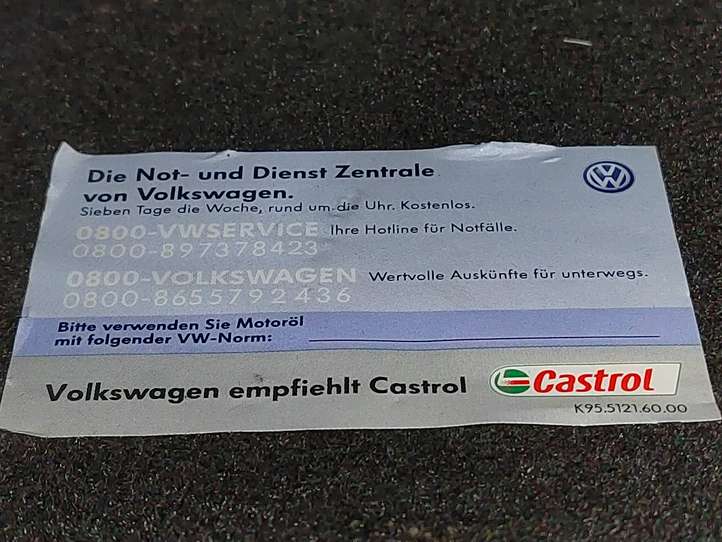 Die Not- und Dienst Zentrale
von Volkswagen.
Sieben Tage die Woche, rund um die Uhr. Kostenlos.
0800-VWSERVICE Ihre Hotline für Notfälle.
0800-897378423
0800-VOLKSWAGEN Wertvolle Auskünfte für unterwegs.
0800-8655792436
Bitte verwenden Sie Motoröl
mit folgender VW-Norm:
Volkswagen empfiehlt Castrol
Castrol
K95.5121.60.00